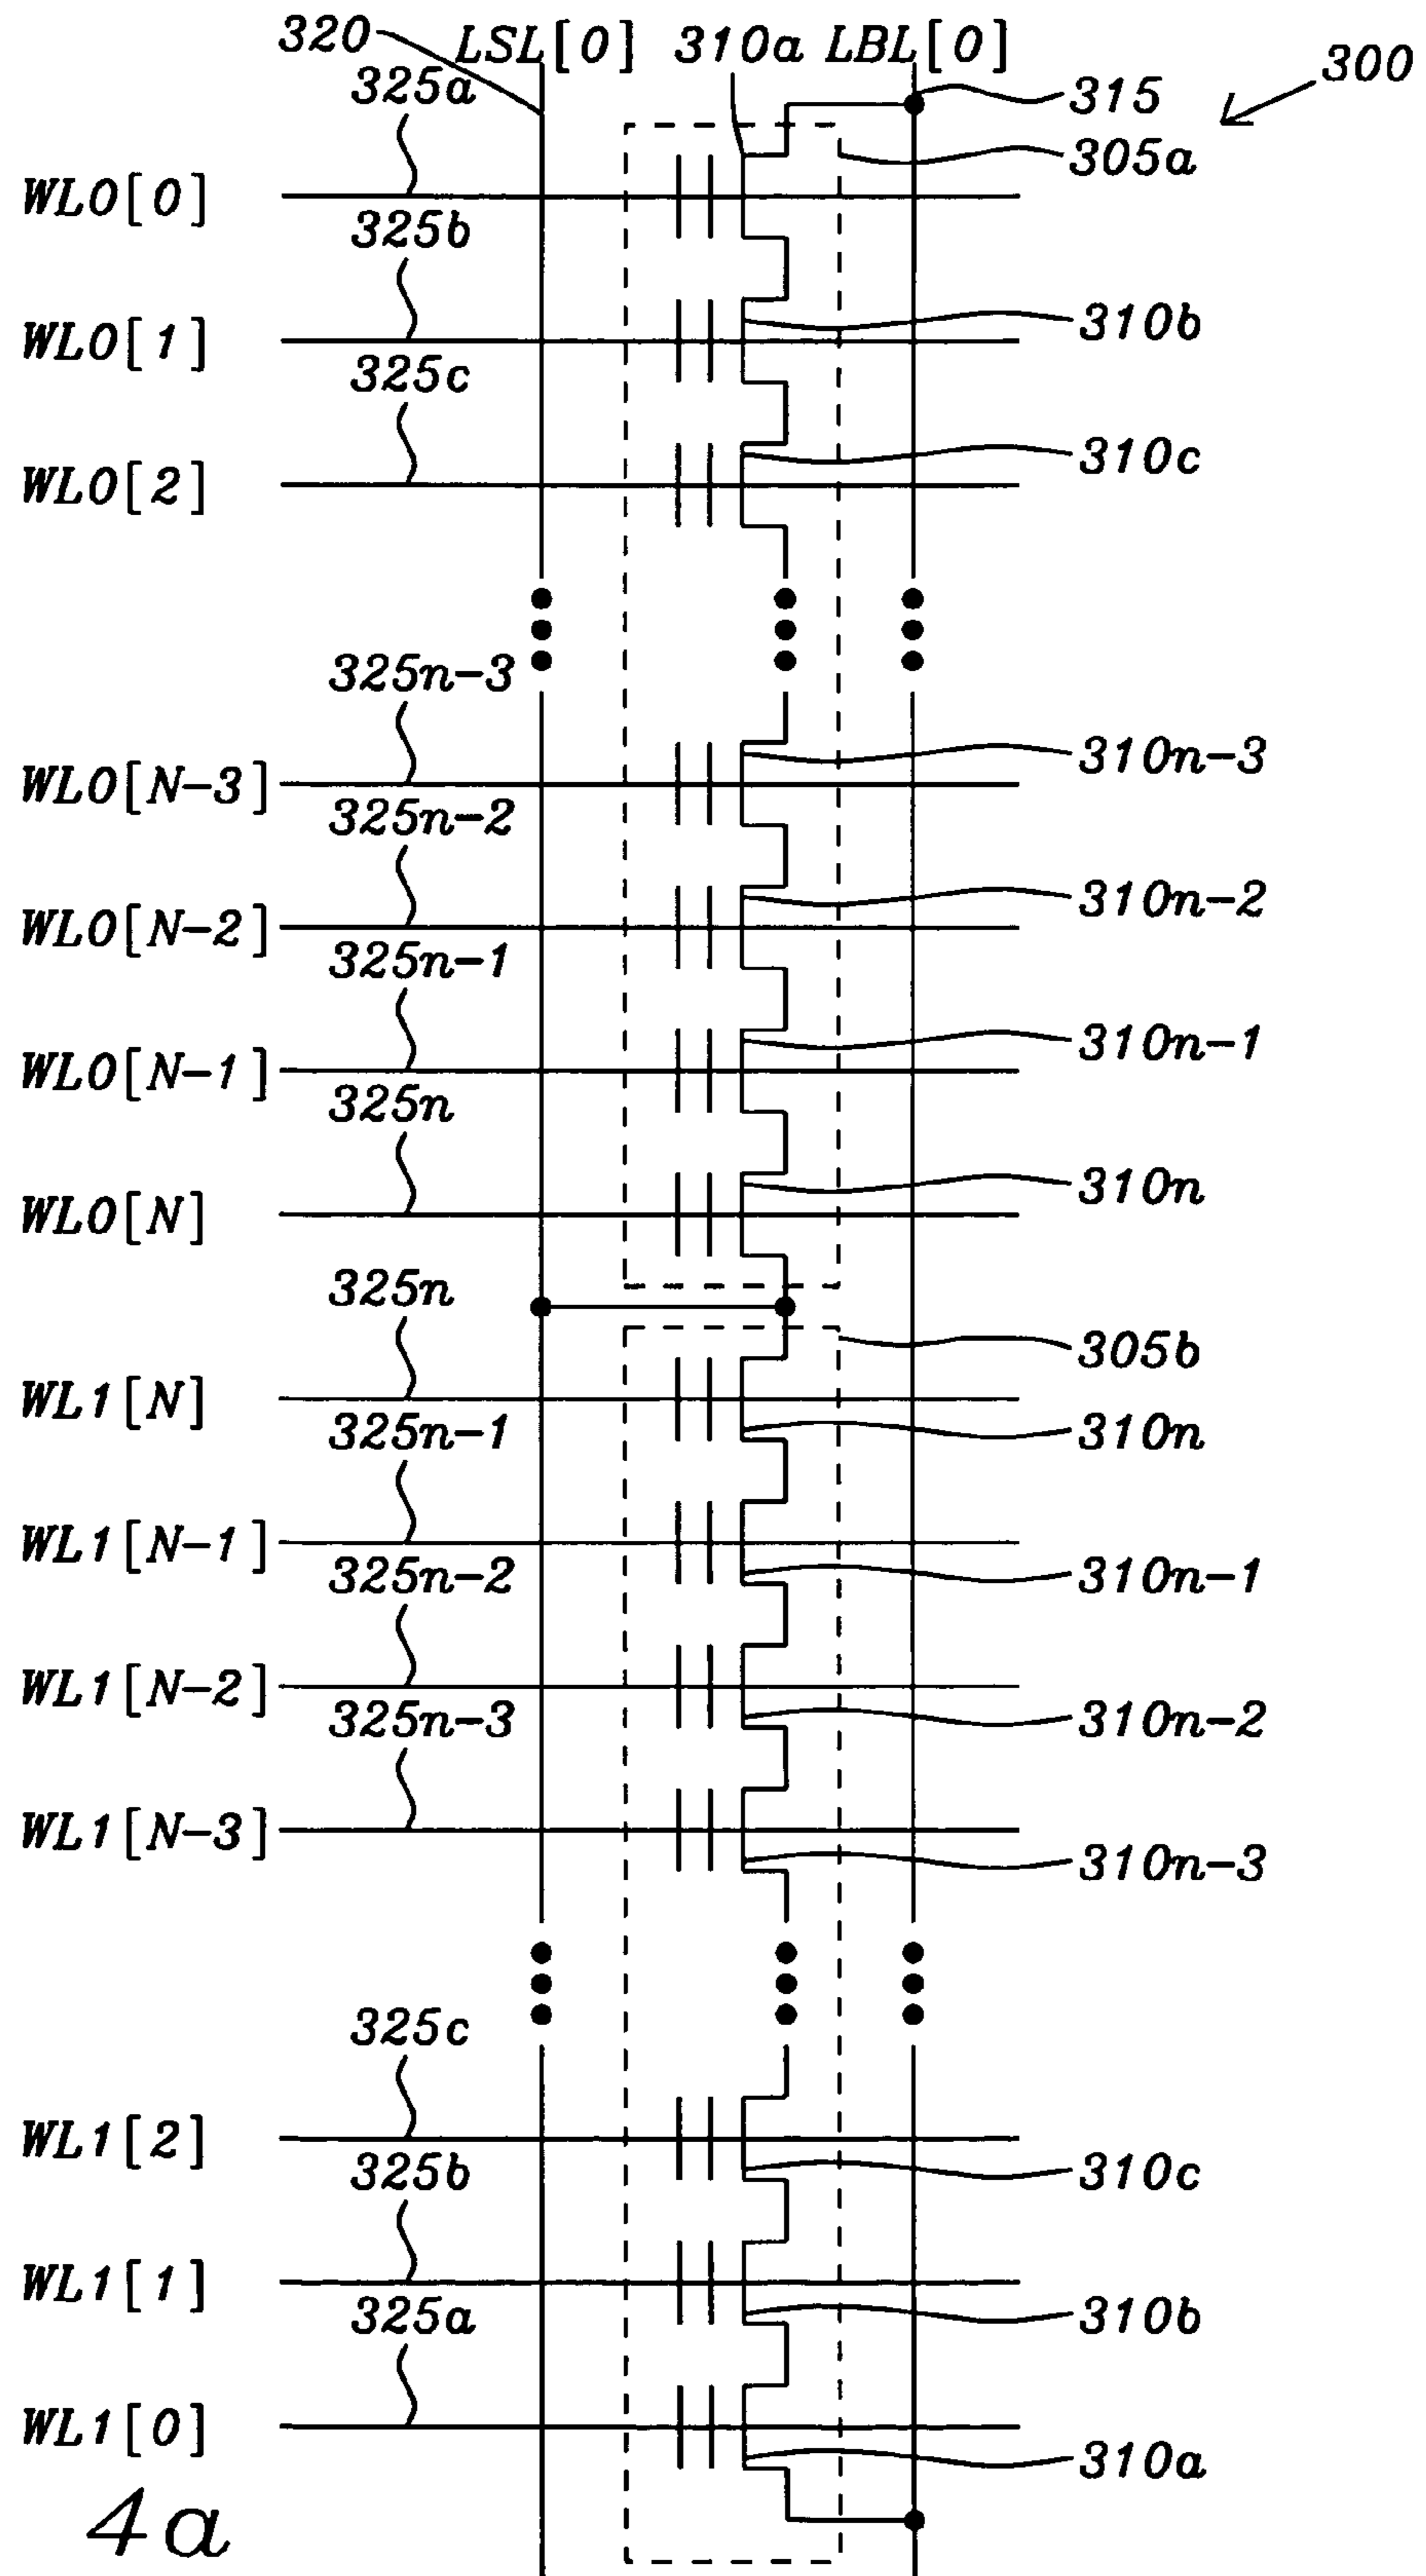 320 LSL[0] 310a LBL[0] 300
325a 315
305a
WL0[0]
325b
310b
WL0[1]
325c
310c
WL0[2]
325n-3
310n-3
WL0[N-3]
325n-2
310n-2
WL0[N-2]
325n-1
310n-1
WL0[N-1]
325n
310n
WL0[N]
325n
305b
WL1[N]
325n-1 310n
WL1[N-1]
325n-2 310n-1
WL1[N-2]
325n-3 310n-2
WL1[N-3]
310n-3
325c
WL1[2]
325b 310c
WL1[1]
325a 310b
WL1[0]
310a
4a